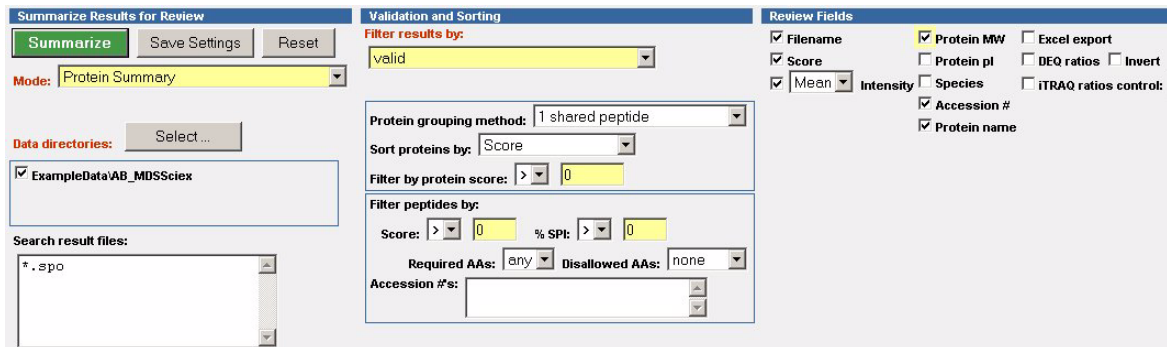 Summarize Results for Review
Summarize Save Settings Reset
Mode: Protein Summary
Data directories: Select ...
ExampleData\AB_MDSSciex
Search result files:
*.spo
Validation and Sorting
Filter results by:
valid
Protein grouping method: 1 shared peptide
Sort proteins by: Score
Filter by protein score: > 0
Filter peptides by:
Score: > 0 % SPI: > 0
Required AAs: any Disallowed AAs: none
Accession #'s:
Review Fields
Filename Protein MW Excel export
Score Protein pI DEQ ratios Invert
Mean Intensity Species iTRAQ ratios control:
Accession #
Protein name